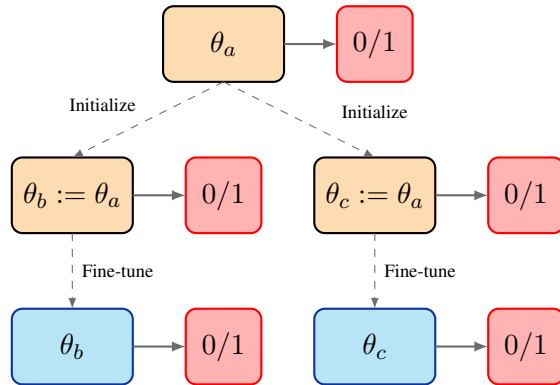 θ_a 0/1
Initialize Initialize
θ_b := θ_a 0/1 θ_c := θ_a 0/1
Fine-tune Fine-tune
θ_b 0/1 θ_c 0/1